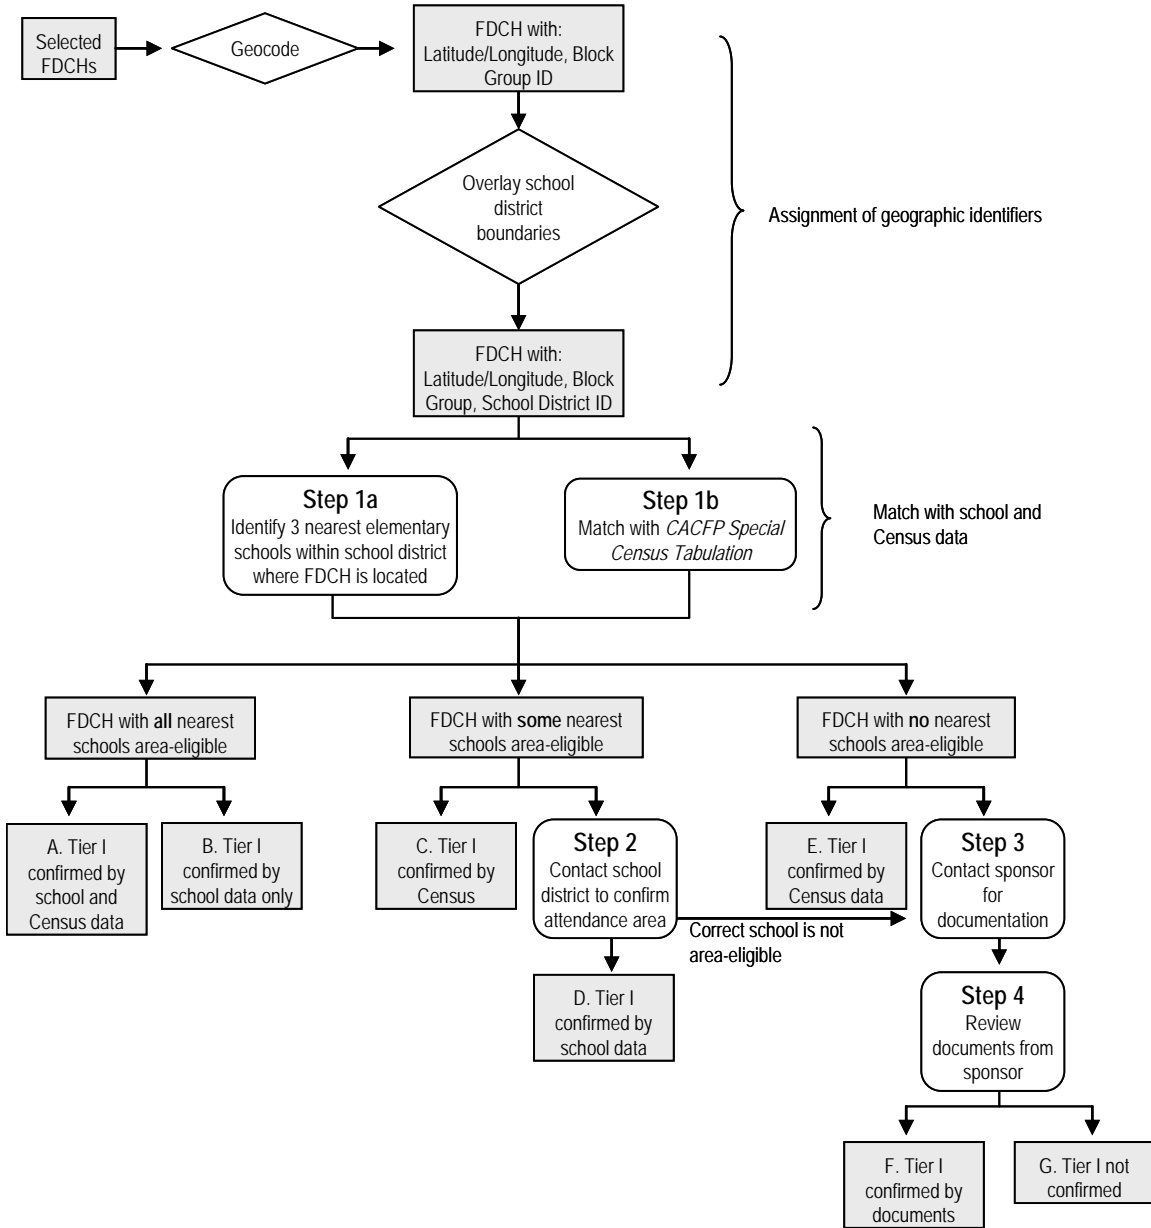 Selected
FDCHs
Geocode
FDCH with:
Latitude/Longitude, Block
Group ID
Overlay school
district
boundaries
Assignment of geographic identifiers
FDCH with:
Latitude/Longitude, Block
Group, School District ID
Step 1a
Identify 3 nearest elementary
schools within school district
where FDCH is located
Step 1b
Match with CACFP Special
Census Tabulation
Match with school and
Census data
FDCH with all nearest
schools area-eligible
FDCH with some nearest
schools area-eligible
FDCH with no nearest
schools area-eligible
A. Tier I
confirmed by
school and
Census data
B. Tier I
confirmed by
school data only
C. Tier I
confirmed by
Census
Step 2
Contact school
district to confirm
attendance area
E. Tier I
confirmed by
Census data
Step 3
Contact sponsor
for
documentation
Correct school is not
area-eligible
D. Tier I
confirmed by
school data
Step 4
Review
documents from
sponsor
F. Tier I
confirmed by
documents
G. Tier I not
confirmed